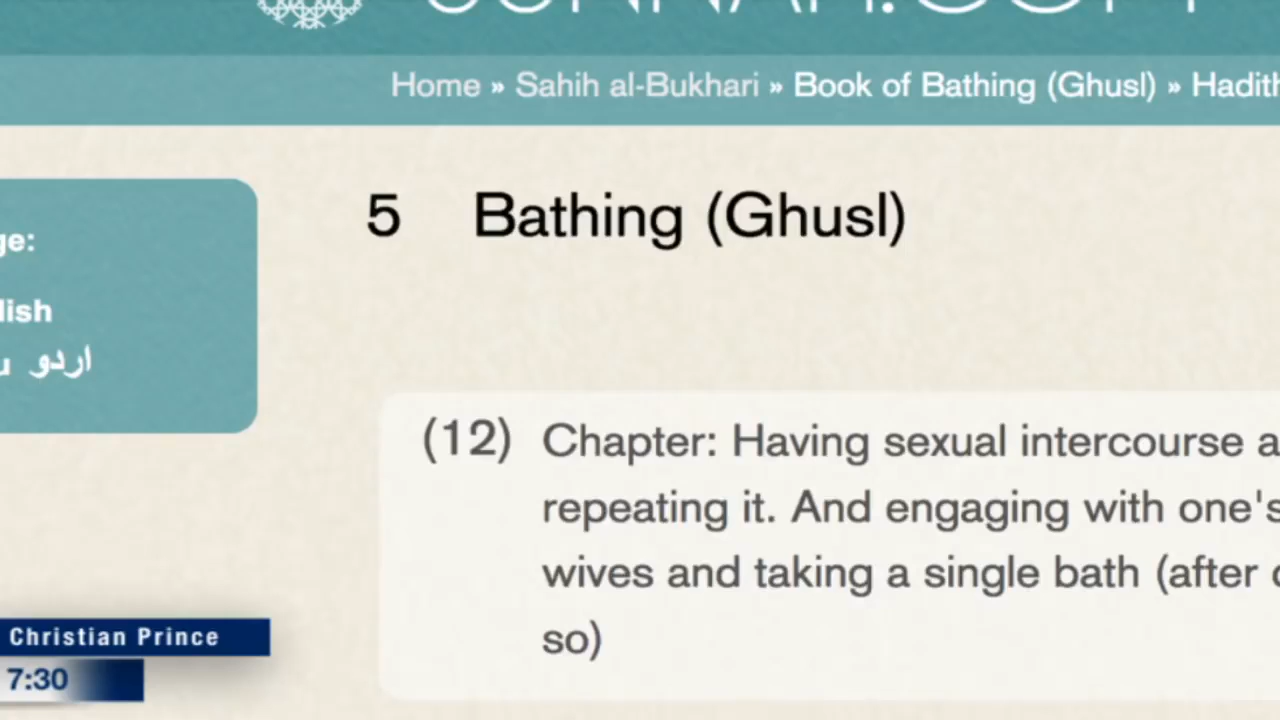 Home » Sahih al-Bukhari » Book of Bathing (Ghusl) » Hadith
5 Bathing (Ghusl)
ge:
lish
u اردو
(12) Chapter: Having sexual intercourse a
repeating it. And engaging with one's
wives and taking a single bath (after
so)
Christian Prince
7:30